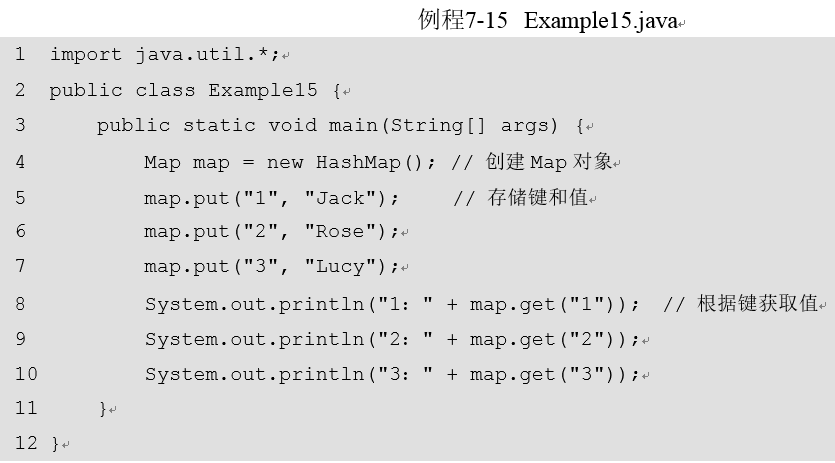 例程7-15 Example15.java
1 import java.util.*;
2 public class Example15 {
3 public static void main(String[] args) {
4 Map map = new HashMap(); // 创建 Map 对象
5 map.put("1", "Jack"); // 存储键和值
6 map.put("2", "Rose");
7 map.put("3", "Lucy");
8 System.out.println("1：" + map.get("1")); // 根据键获取值
9 System.out.println("2：" + map.get("2"));
10 System.out.println("3：" + map.get("3"));
11 }
12 }